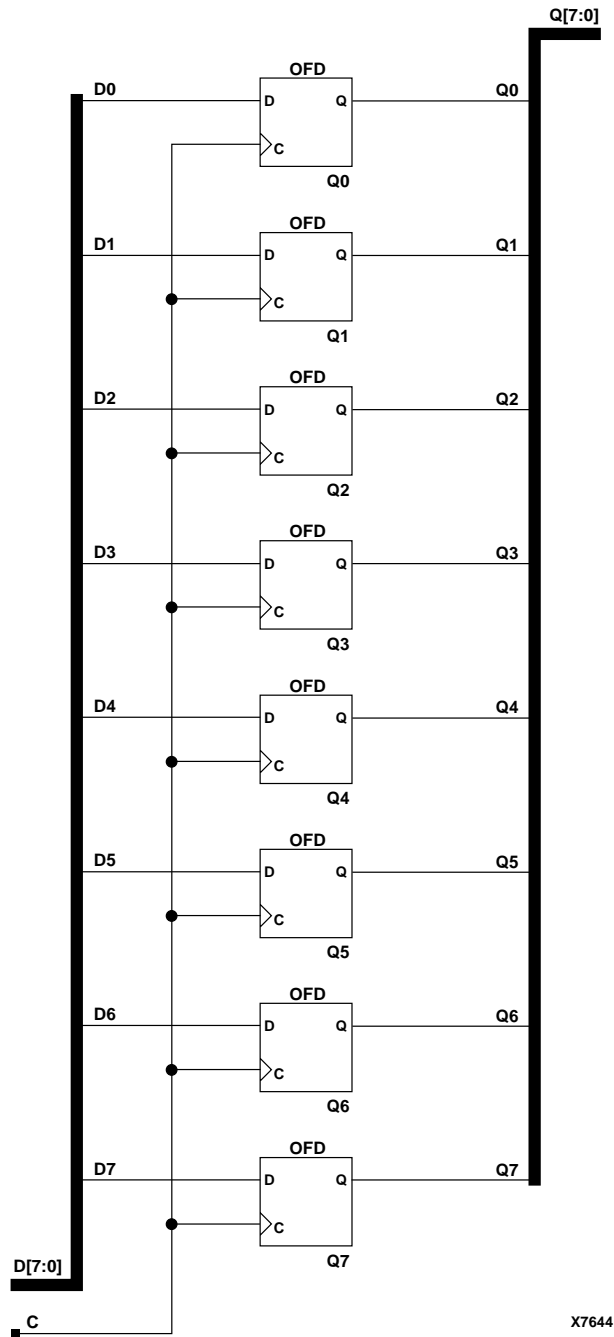 Q[7:0]
OFD
D0 D Q Q0
C
Q0
OFD
D1 D Q Q1
C
Q1
OFD
D2 D Q Q2
C
Q2
OFD
D3 D Q Q3
C
Q3
OFD
D4 D Q Q4
C
Q4
OFD
D5 D Q Q5
C
Q5
OFD
D6 D Q Q6
C
Q6
OFD
D7 D Q Q7
C
Q7
D[7:0]
C
X7644